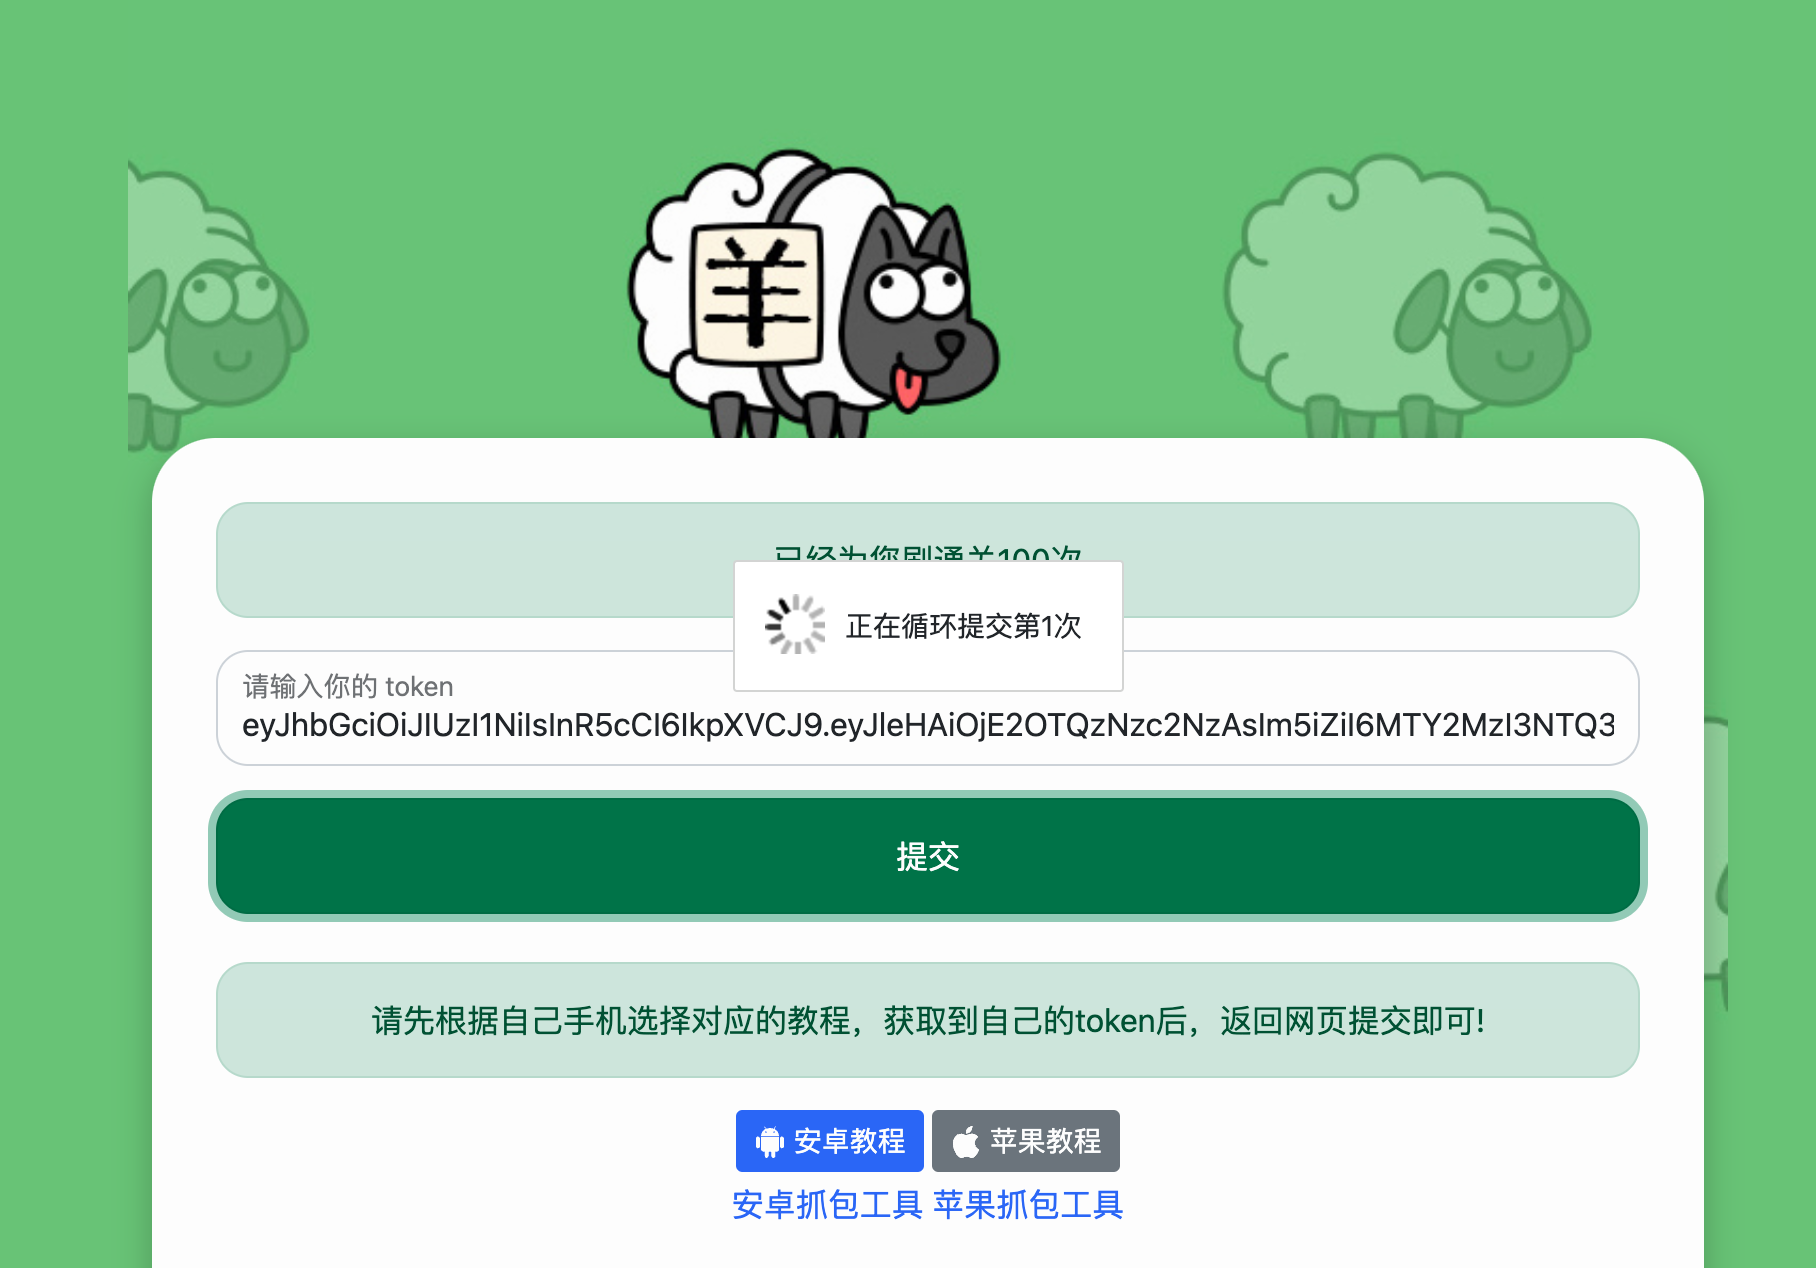 羊
已经为您刷通关100次
正在循环提交第1次
请输入你的 token
eyJhbGciOiJIUzI1NiIsInR5cCI6IkpXVCJ9.eyJleHAiOjE2OTQzNzc2NzAsIm5iZiI6MTY2MzI3NTQ3
提交
请先根据自己手机选择对应的教程，获取到自己的token后，返回网页提交即可!
安卓教程 苹果教程
安卓抓包工具 苹果抓包工具